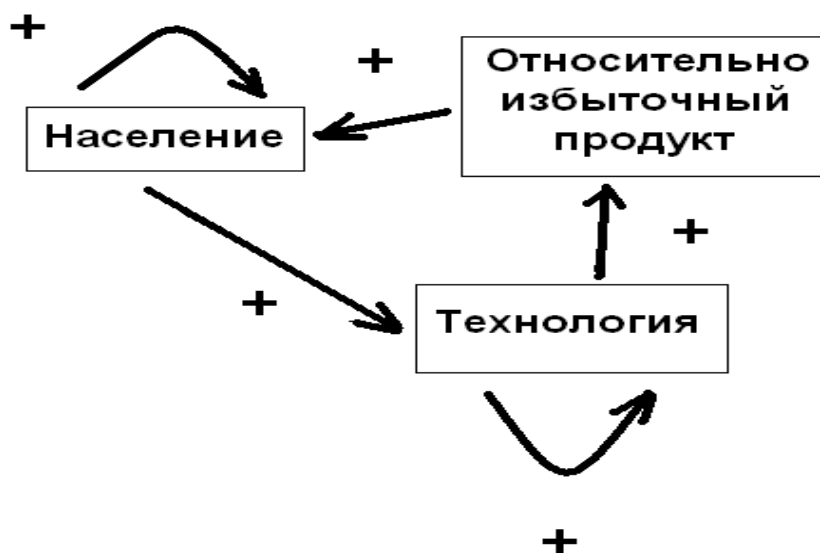 +
+
Относительно
избыточный
продукт
Население
+
+
Технология
+